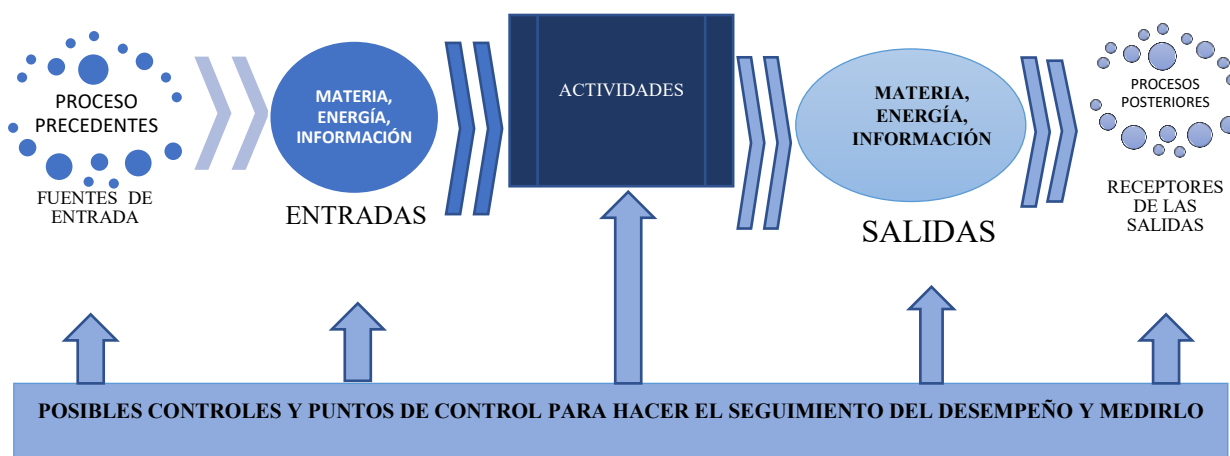 PROCESO
PRECEDENTES
FUENTES DE
ENTRADA
MATERIA,
ENERGÍA,
INFORMACIÓN
ENTRADAS
ACTIVIDADES
MATERIA,
ENERGÍA,
INFORMACIÓN
SALIDAS
PROCESOS
POSTERIORES
RECEPTORES
DE LAS
SALIDAS
POSIBLES CONTROLES Y PUNTOS DE CONTROL PARA HACER EL SEGUIMIENTO DEL DESEMPEÑO Y MEDIRLO